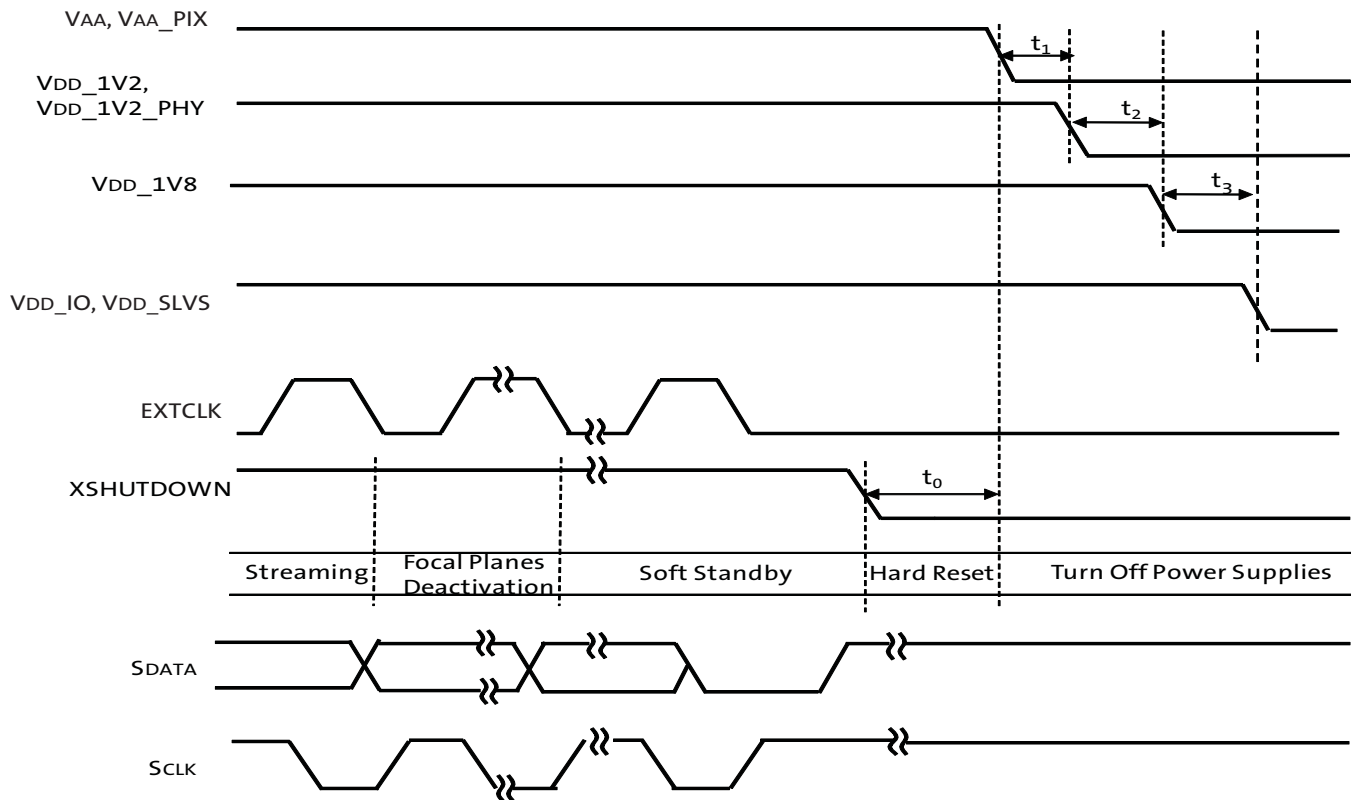 VAA, VAA_PIX
t1
VDD_1V2,
VDD_1V2_PHY
t2
VDD_1V8
t3
VDD_IO, VDD_SLVS
EXTCLK
XSHUTDOWN
t0
Streaming
Focal Planes
Deactivation
Soft Standby
Hard Reset
Turn Off Power Supplies
SDATA
SCLK